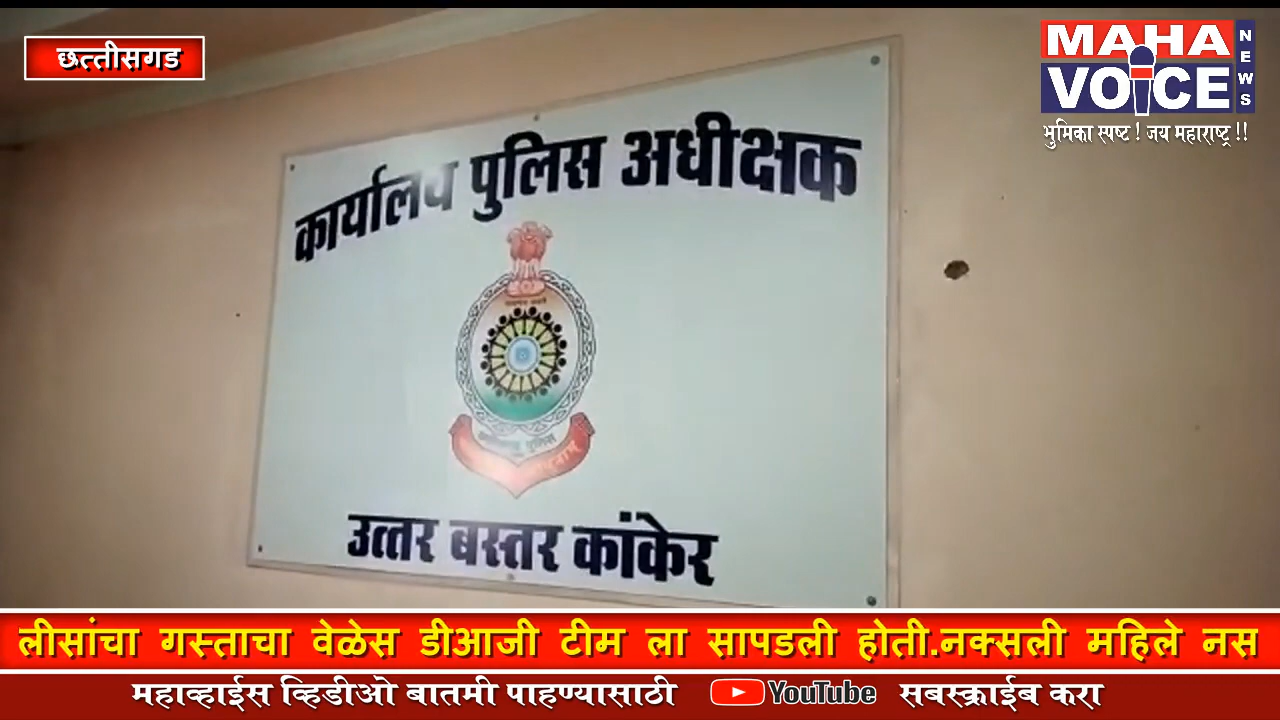 छत्तीसगड
MAHA
VOICE
NEWS
भुमिका स्पष्ट ! जय महाराष्ट्र !!
कार्यालय पुलिस अधीक्षक
उत्तर बस्तर कांकेर
लीसांचा गस्ताचा वेळेस डीआजी टीम ला सापडली होती.नक्सली महिले नस
महाव्हाईस व्हिडीओ बातमी पाहण्यासाठी YouTube सबस्क्राईब करा